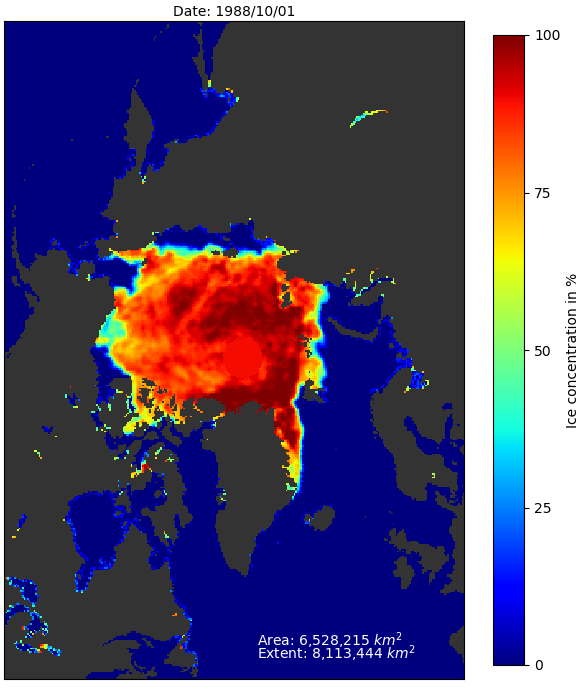 Date: 1988/10/01
100
75
50
25
0
Ice concentration in %
Area: 6,528,215 km²
Extent: 8,113,444 km²